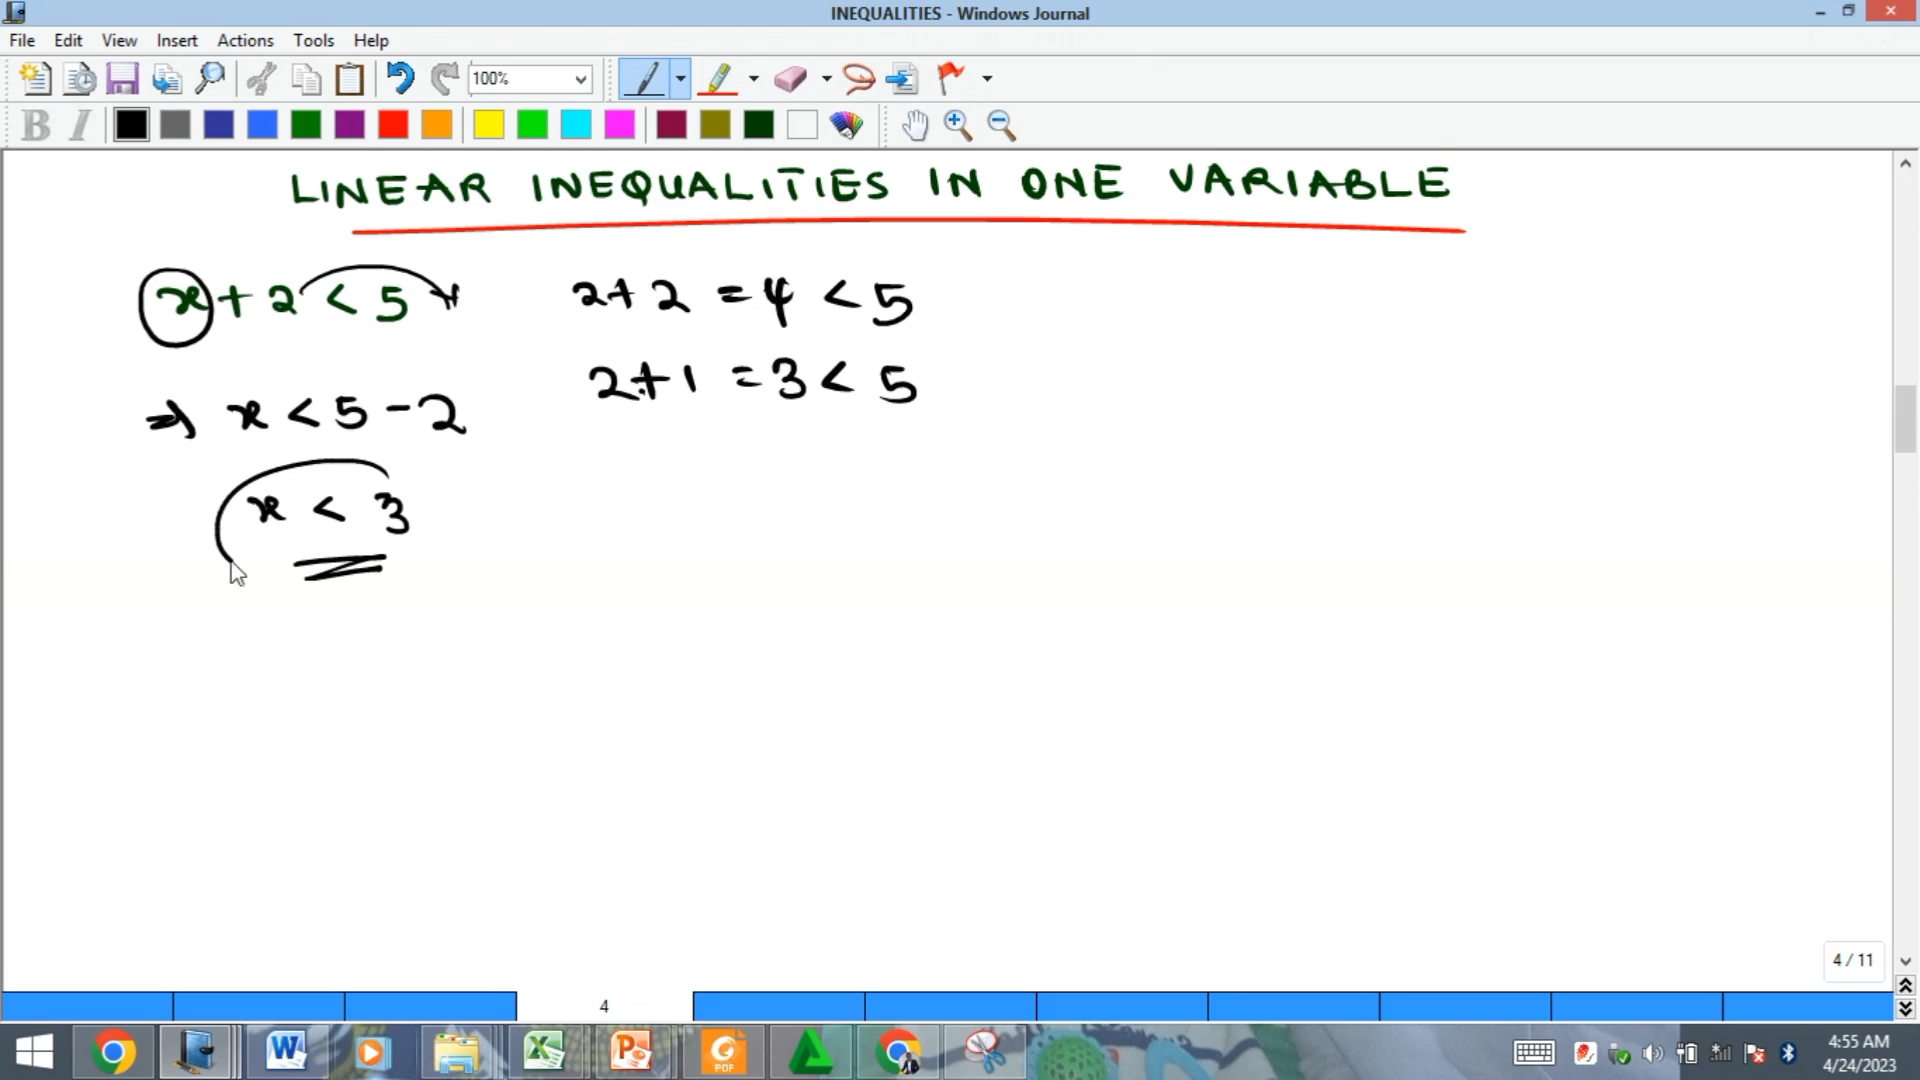 INEQUALITIES - Windows Journal
File Edit View Insert Actions Tools Help
100%
B I
LINEAR INEQUALITIES IN ONE VARIABLE
x + 2 < 5
2 + 2 = 4 < 5
2 + 1 = 3 < 5
⇒ x < 5 - 2
x < 3
4 / 11
4
PDF
4:55 AM
4/24/2023